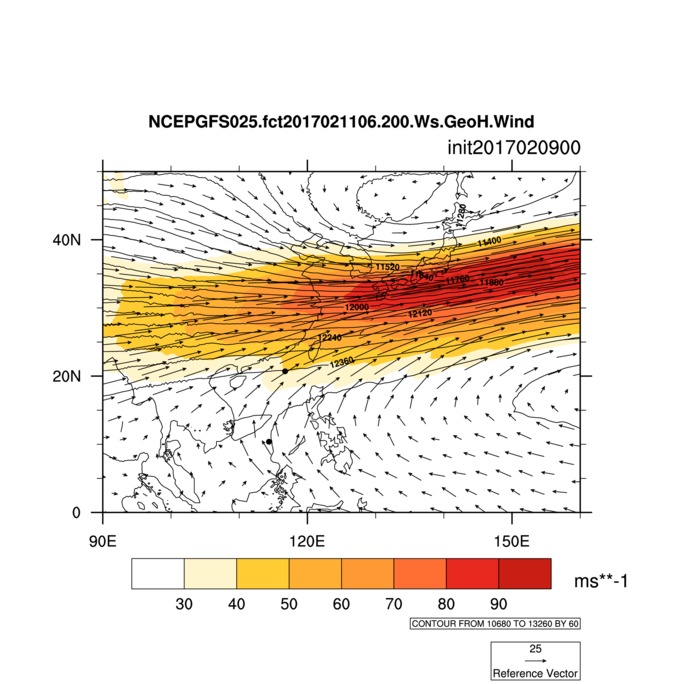 NCEPGFS025.fct2017021106.200.Ws.GeoH.Wind
init2017020900
40N
20N
0
11280
11400
11520
11640
11760
11880
12000
12120
12240
12360
90E
120E
150E
30
40
50
60
70
80
90
ms**-1
CONTOUR FROM 10680 TO 13260 BY 60
25
Reference Vector